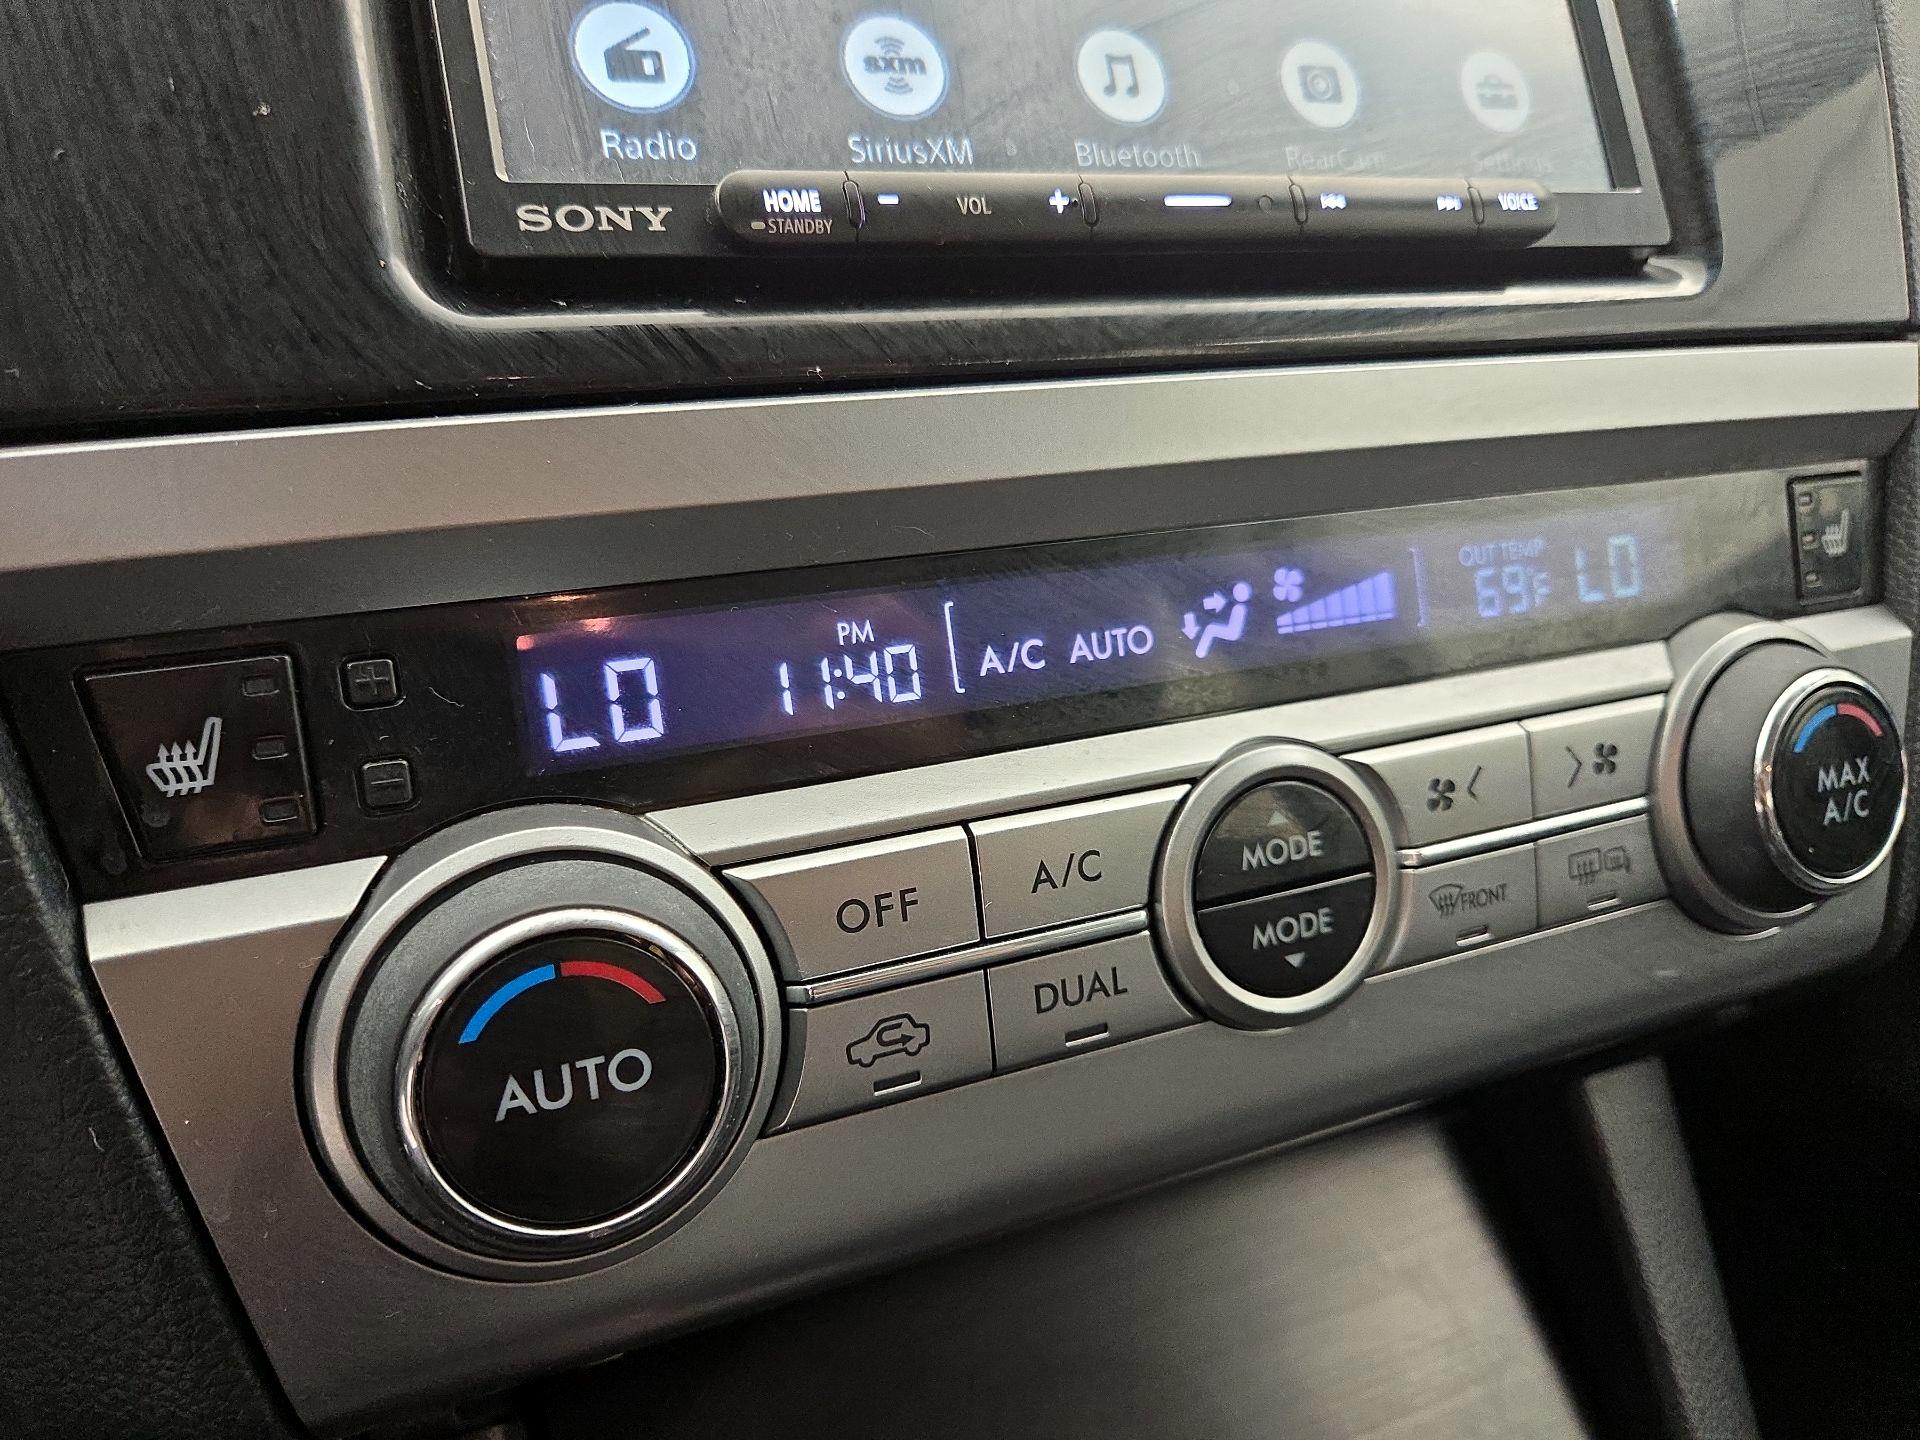 Radio SiriusXM Bluetooth RearCam Settings
sxm
SONY HOME - VOL + VOICE
STANDBY
OUT TEMP
LO PM 11:40 A/C AUTO 69°F LO
+
-
OFF A/C MODE MAX A/C
DUAL MODE FRONT
AUTO